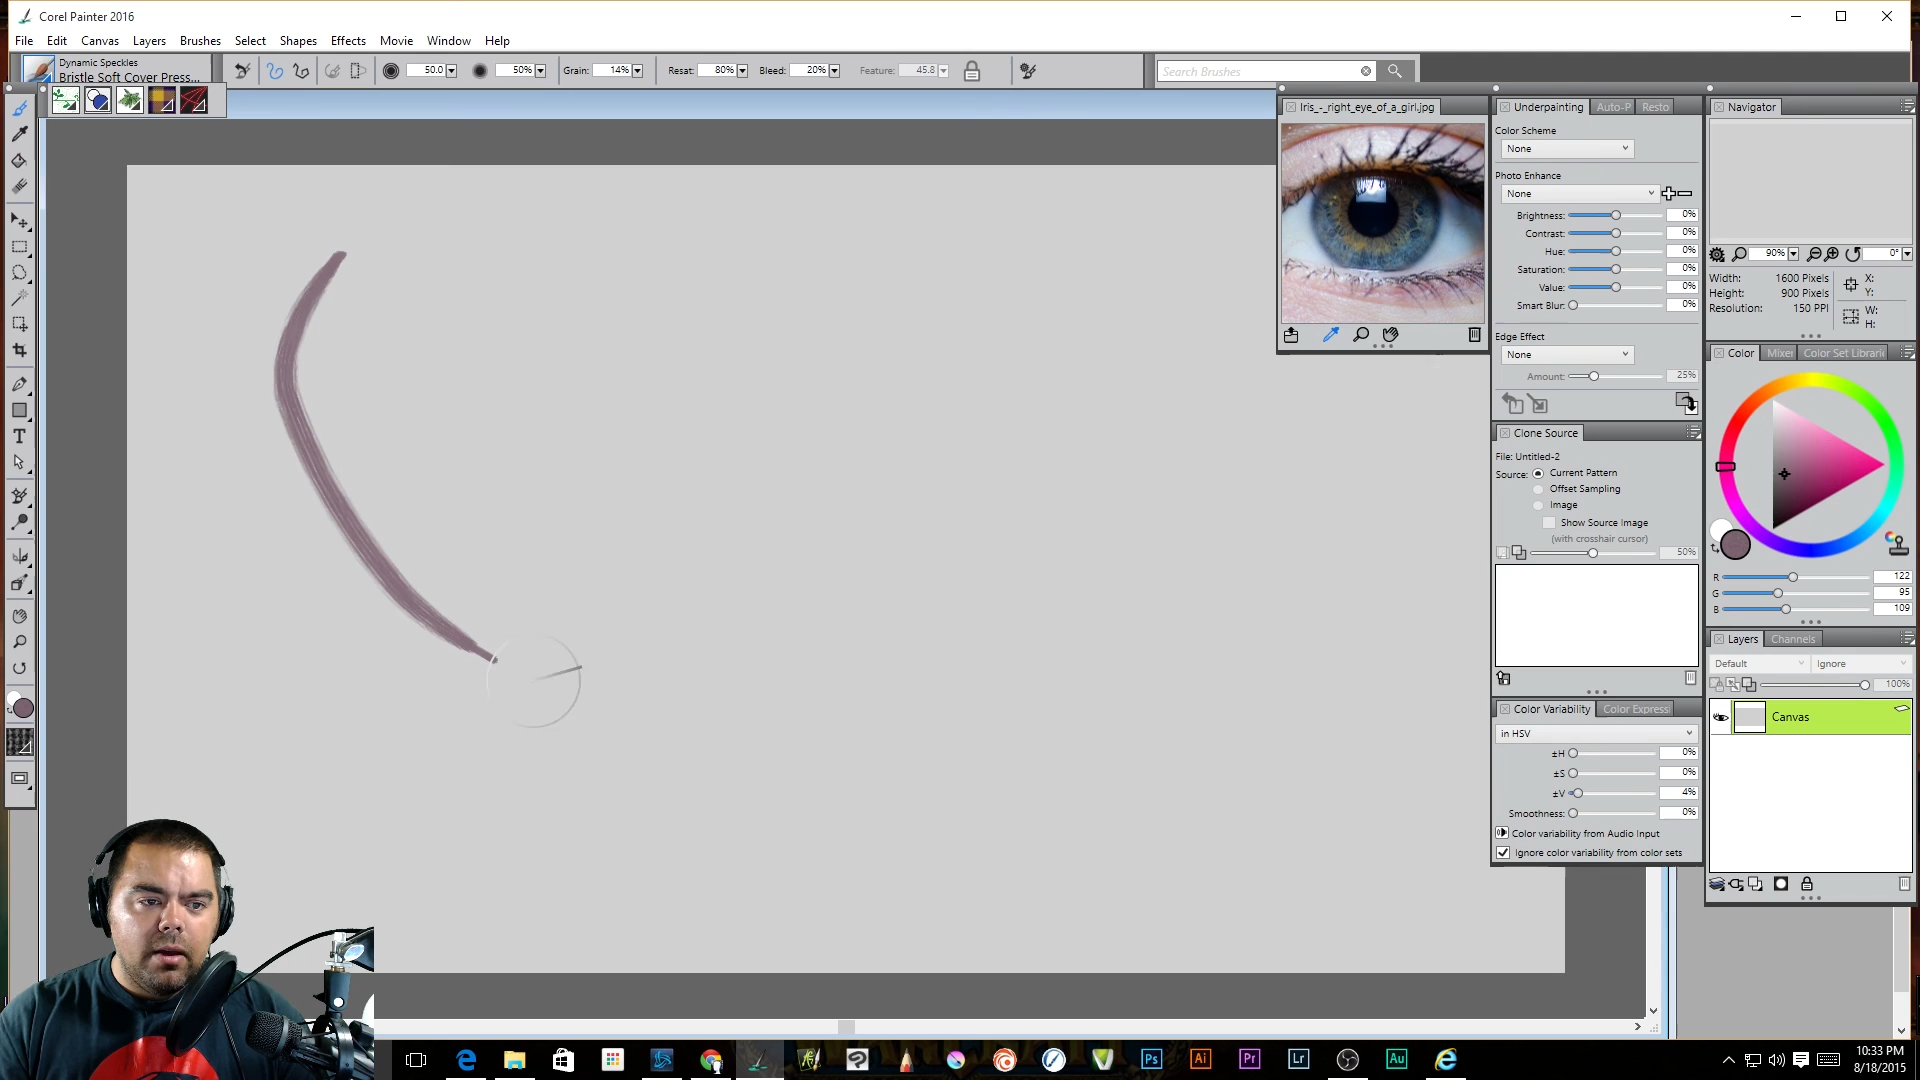 Corel Painter 2016
File Edit Canvas Layers Brushes Select Shapes Effects Movie Window Help
Dynamic Speckles
Bristle Soft Cover Press...
50.0
50%
Grain: 14%
Resat: 80%
Bleed: 20%
Feature: 45.8
Search Brushes
Iris_-_right_eye_of_a_girl.jpg
Underpainting Auto-P Resto
Color Scheme
None
Photo Enhance
None
Brightness: 0%
Contrast: 0%
Hue: 0%
Saturation: 0%
Value: 0%
Smart Blur: 0%
Edge Effect
None
Amount: 25%
Clone Source
File: Untitled-2
Source: Current Pattern
Offset Sampling
Image
Show Source Image
(with crosshair cursor)
50%
Color Variability Color Express
in HSV
±H 0%
±S 0%
±V 4%
Smoothness: 0%
Color variability from Audio Input
Ignore color variability from color sets
Navigator
90% 0°
Width: 1600 Pixels
Height: 900 Pixels
Resolution: 150 PPI
X:
Y:
W:
H:
Color Mixer Color Set Librari
R 122
G 95
B 109
Layers Channels
Default Ignore
100%
Canvas
T
Ps Ai Pr Lr Au
10:33 PM
8/18/2015